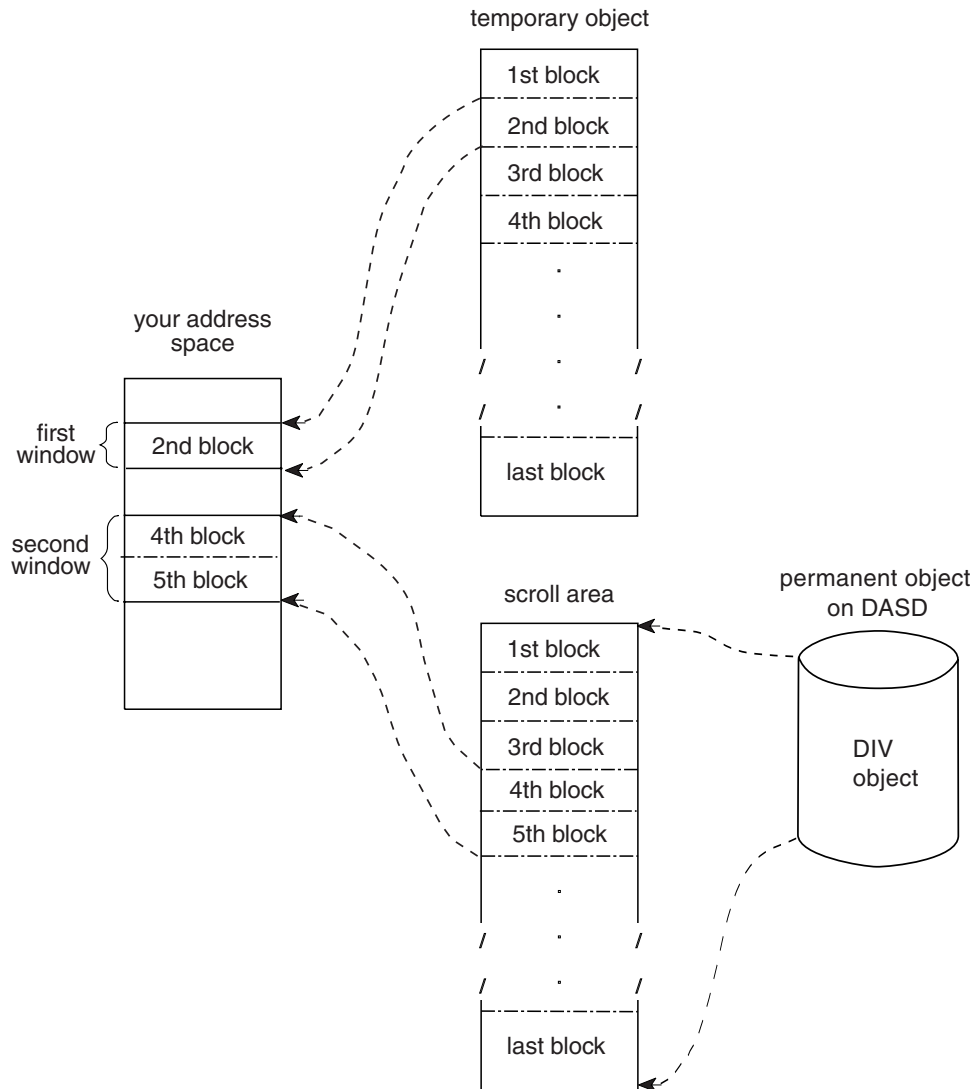 temporary object
1st block
2nd block
3rd block
4th block
last block
your address
space
first
window
2nd block
second
window
4th block
5th block
scroll area
1st block
2nd block
3rd block
4th block
5th block
last block
permanent object
on DASD
DIV
object